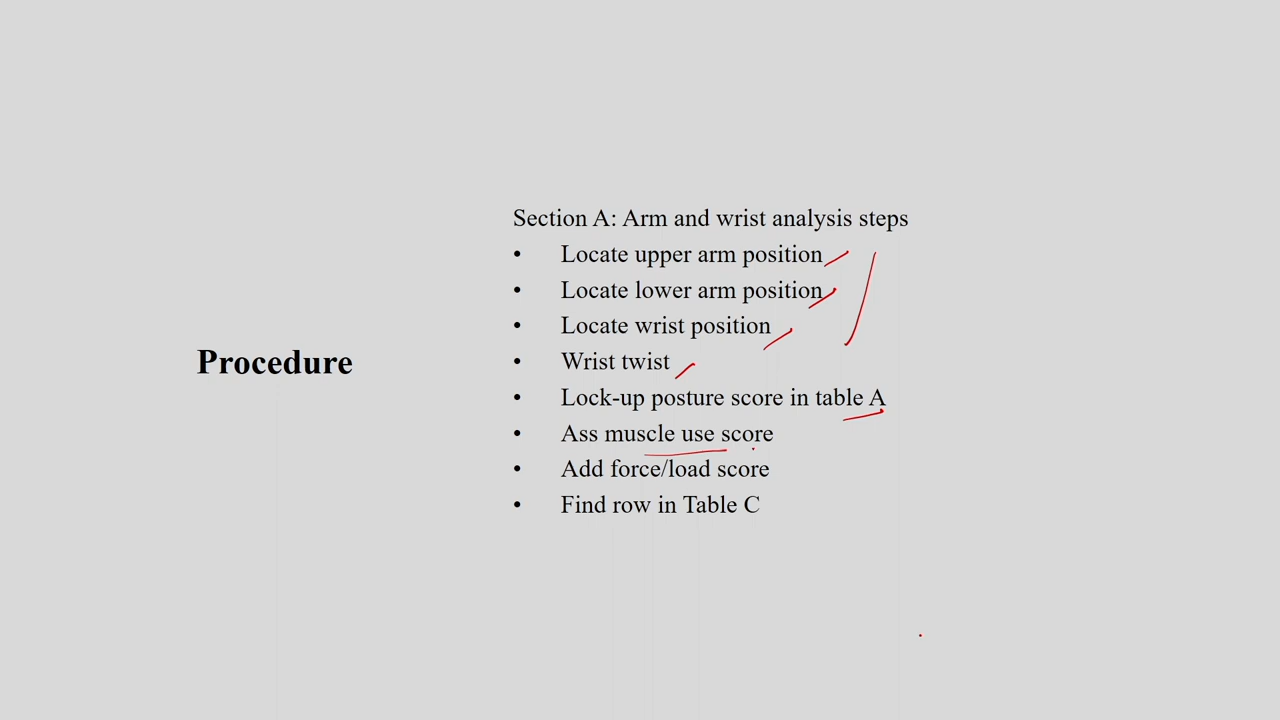 Procedure
Section A: Arm and wrist analysis steps
• Locate upper arm position
• Locate lower arm position
• Locate wrist position
• Wrist twist
• Lock-up posture score in table A
• Ass muscle use score
• Add force/load score
• Find row in Table C